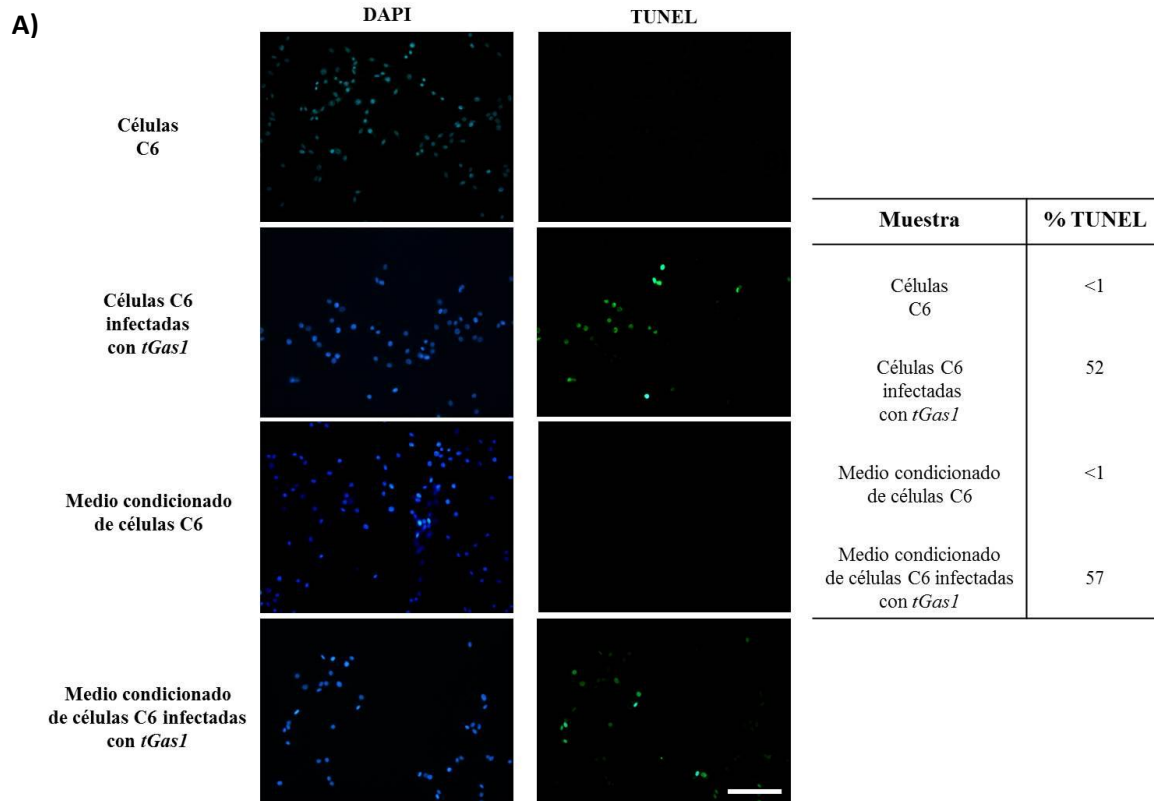 A)
DAPI
TUNEL
Células
C6
Células C6
infectadas
con tGas1
Medio condicionado
de células C6
Medio condicionado
de células C6 infectadas
con tGas1
Muestra
% TUNEL
Células
C6
<1
Células C6
infectadas
con tGas1
52
Medio condicionado
de células C6
<1
Medio condicionado
de células C6 infectadas
con tGas1
57